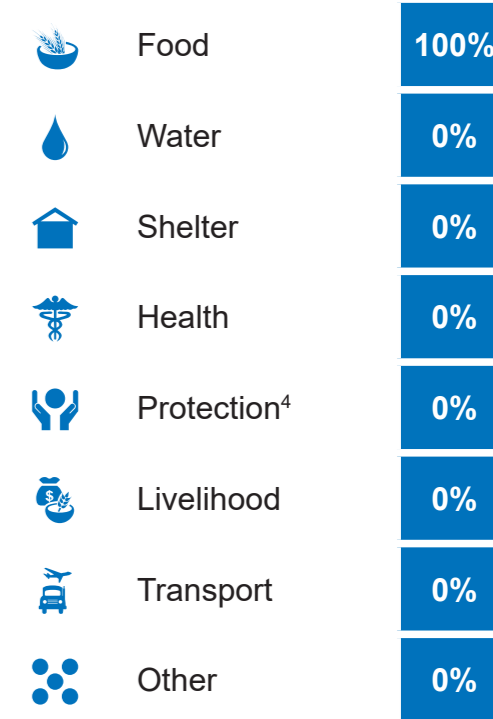 Food 100%
Water 0%
Shelter 0%
Health 0%
Protection⁴ 0%
Livelihood 0%
$
Transport 0%
Other 0%